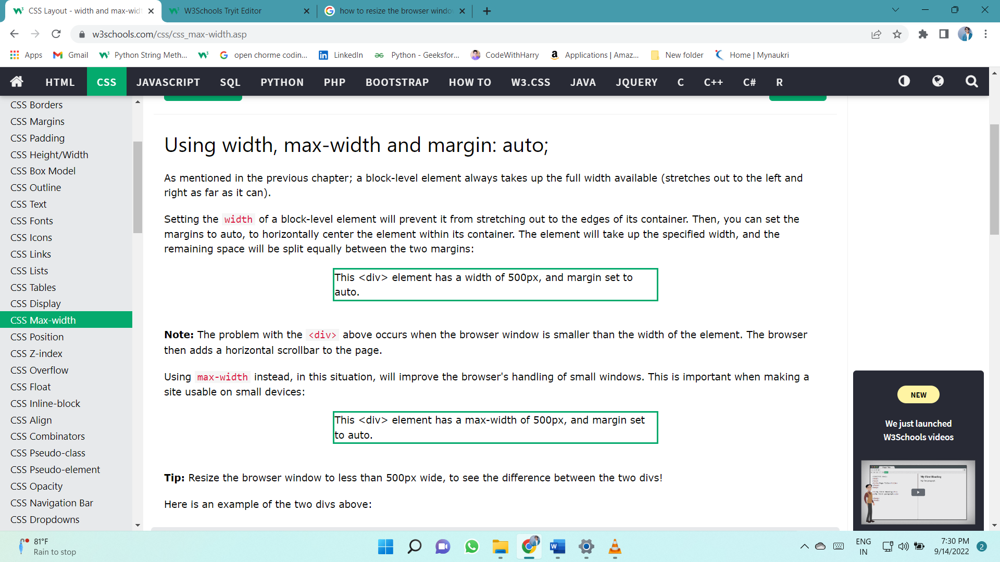 CSS Layout - width and max-widt
W3Schools Tryit Editor
how to resize the browser windo
w3schools.com/css/css_max-width.asp
Apps
Gmail
Python String Meth...
open chorme codin...
LinkedIn
Python - Geeksfor...
CodeWithHarry
Applications | Amaz...
New folder
Home | Mynaukri
HTML
CSS
JAVASCRIPT
SQL
PYTHON
PHP
BOOTSTRAP
HOW TO
W3.CSS
JAVA
JQUERY
C
C++
C#
R
CSS Borders
CSS Margins
CSS Padding
CSS Height/Width
CSS Box Model
CSS Outline
CSS Text
CSS Fonts
CSS Icons
CSS Links
CSS Lists
CSS Tables
CSS Display
CSS Max-width
CSS Position
CSS Z-index
CSS Overflow
CSS Float
CSS Inline-block
CSS Align
CSS Combinators
CSS Pseudo-class
CSS Pseudo-element
CSS Opacity
CSS Navigation Bar
CSS Dropdowns
Using width, max-width and margin: auto;
As mentioned in the previous chapter; a block-level element always takes up the full width available (stretches out to the left and
right as far as it can).
Setting the width of a block-level element will prevent it from stretching out to the edges of its container. Then, you can set the
margins to auto, to horizontally center the element within its container. The element will take up the specified width, and the
remaining space will be split equally between the two margins:
This <div> element has a width of 500px, and margin set to
auto.
Note: The problem with the <div> above occurs when the browser window is smaller than the width of the element. The browser
then adds a horizontal scrollbar to the page.
Using max-width instead, in this situation, will improve the browser's handling of small windows. This is important when making a
site usable on small devices:
This <div> element has a max-width of 500px, and margin set
to auto.
Tip: Resize the browser window to less than 500px wide, to see the difference between the two divs!
Here is an example of the two divs above:
NEW
We just launched
W3Schools videos
My First Heading
81°F
Rain to stop
ENG
IN
7:30 PM
9/14/2022
2